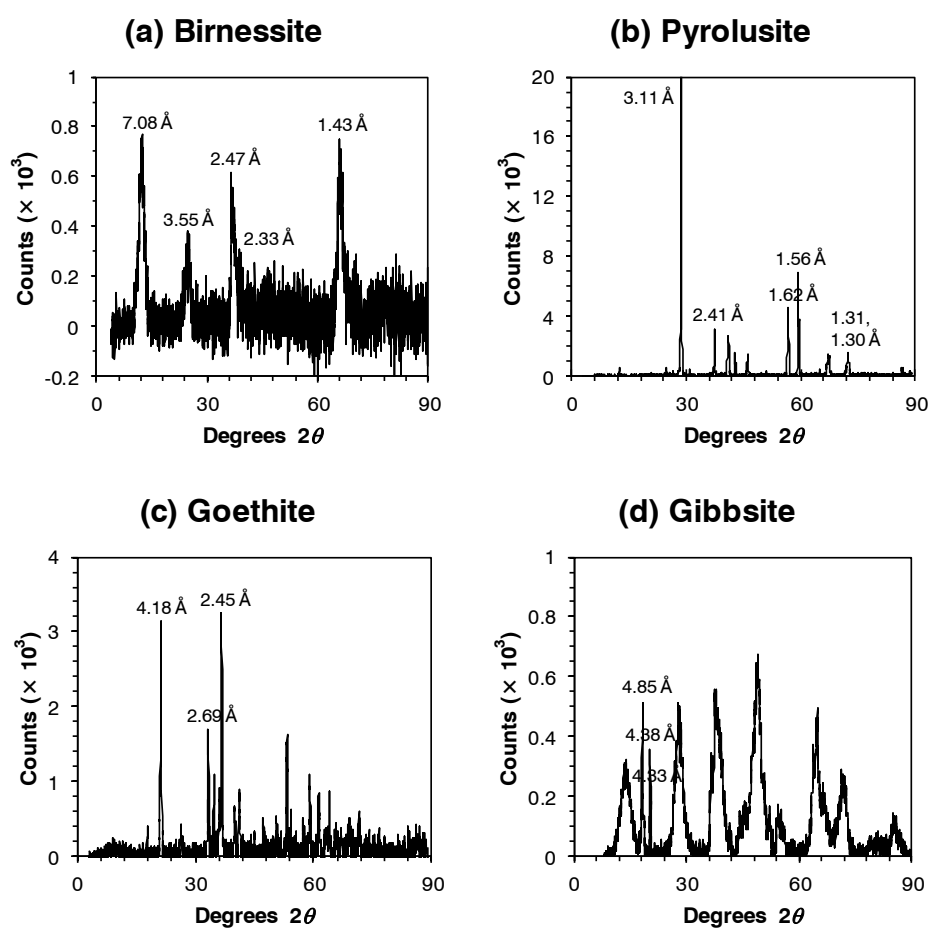 (a) Birnessite
1
0.8
0.6
0.4
0.2
0
-0.2
Counts (× 10³)
7.08 Å
3.55 Å
2.47 Å
2.33 Å
1.43 Å
0 30 60 90
Degrees 2θ
(b) Pyrolusite
20
16
12
8
4
0
Counts (× 10³)
3.11 Å
2.41 Å
1.56 Å
1.62 Å
1.31,
1.30 Å
0 30 60 90
Degrees 2θ
(c) Goethite
4
3
2
1
0
Counts (× 10³)
4.18 Å
2.45 Å
2.69 Å
0 30 60 90
Degrees 2θ
(d) Gibbsite
1
0.8
0.6
0.4
0.2
0
Counts (× 10³)
4.85 Å
4.38 Å
4.33 Å
0 30 60 90
Degrees 2θ